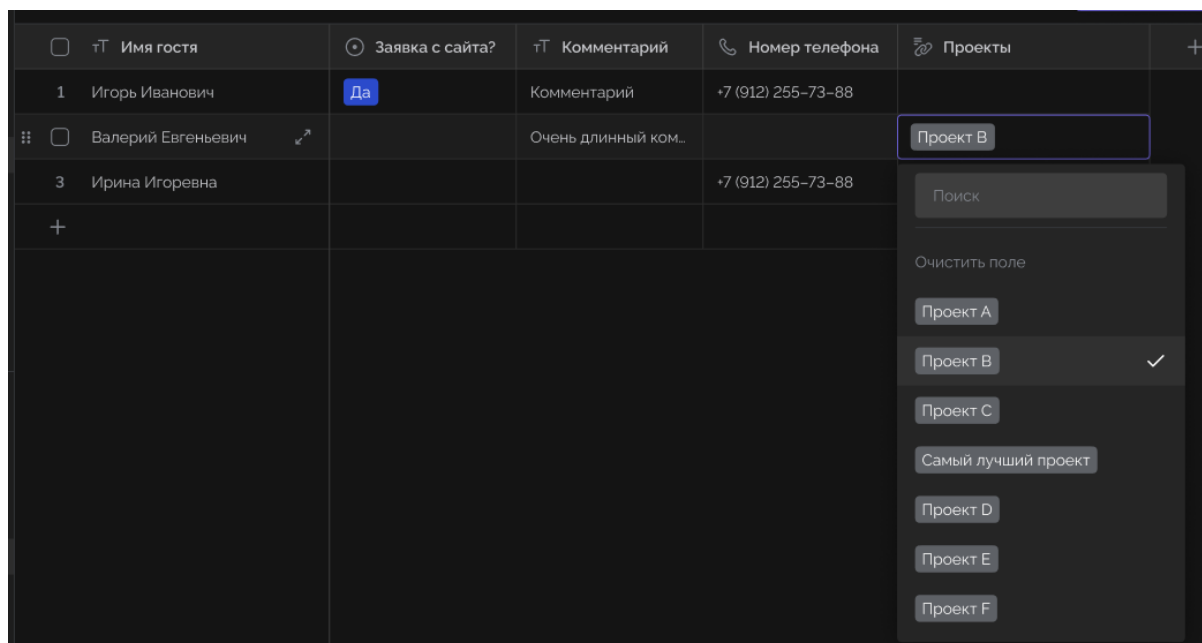 тТ Имя гостя Заявка с сайта? тТ Комментарий Номер телефона Проекты +
1 Игорь Иванович Да Комментарий +7 (912) 255-73-88
Валерий Евгеньевич Очень длинный ком... Проект B
3 Ирина Игоревна +7 (912) 255-73-88
Поиск
+
Очистить поле
Проект A
Проект B
Проект C
Самый лучший проект
Проект D
Проект E
Проект F